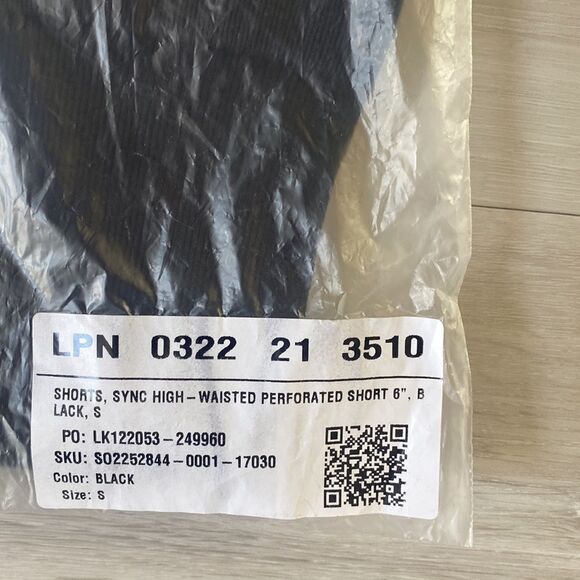 LPN 0322 21 3510
SHORTS, SYNC HIGH-WAISTED PERFORATED SHORT 6", B
LACK, S
PO: LK122053-249960
SKU: SO2252844-0001-17030
Color: BLACK
Size: S